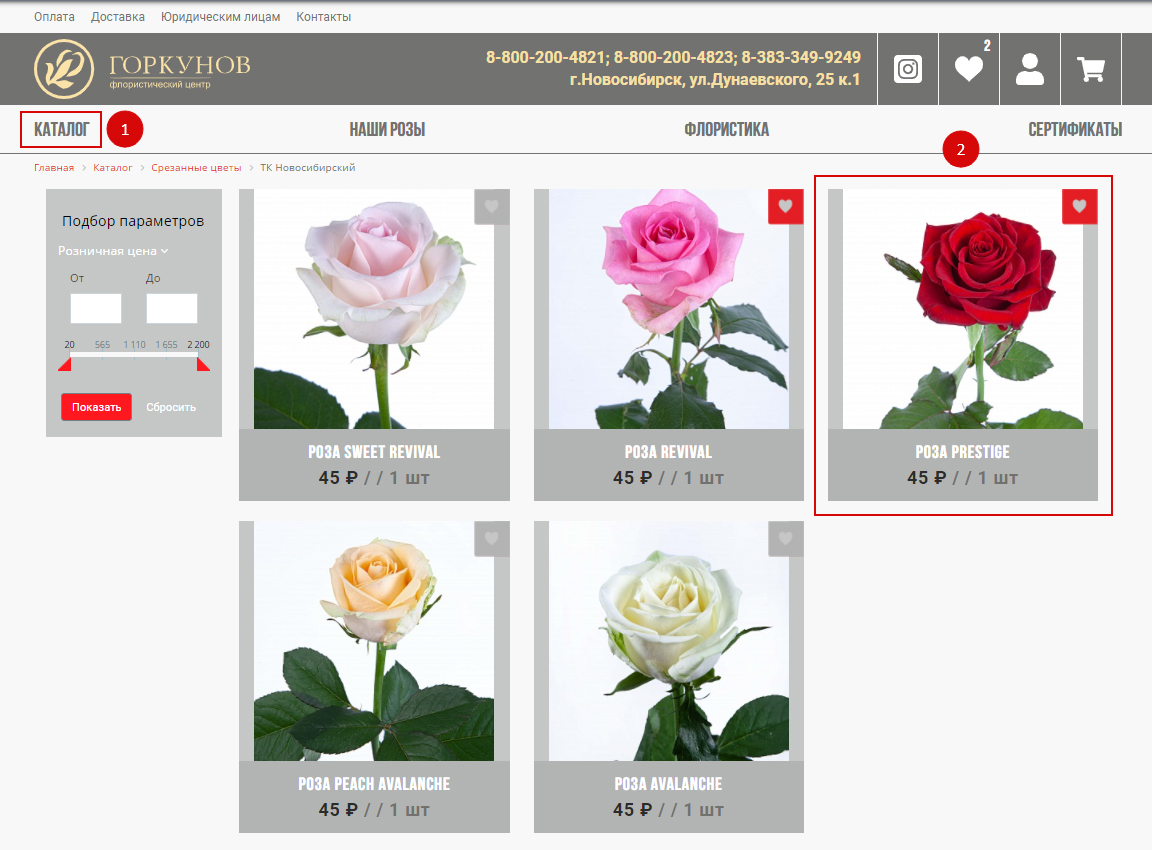 Оплата Доставка Юридическим лицам Контакты
ГОРКУНОВ
флористический центр
8-800-200-4821; 8-800-200-4823; 8-383-349-9249
г.Новосибирск, ул.Дунаевского, 25 к.1
2
КАТАЛОГ 1 НАШИ РОЗЫ ФЛОРИСТИКА СЕРТИФИКАТЫ
2
Главная > Каталог > Срезанные цветы > ТК Новосибирский
Подбор параметров
Розничная цена
От До
20 565 1 110 1 655 2 200
Показать Сбросить
РОЗА SWEET REVIVAL
45 ₽ / / 1 шт
РОЗА REVIVAL
45 ₽ / / 1 шт
РОЗА PRESTIGE
45 ₽ / / 1 шт
РОЗА PEACH AVALANCHE
45 ₽ / / 1 шт
РОЗА AVALANCHE
45 ₽ / / 1 шт